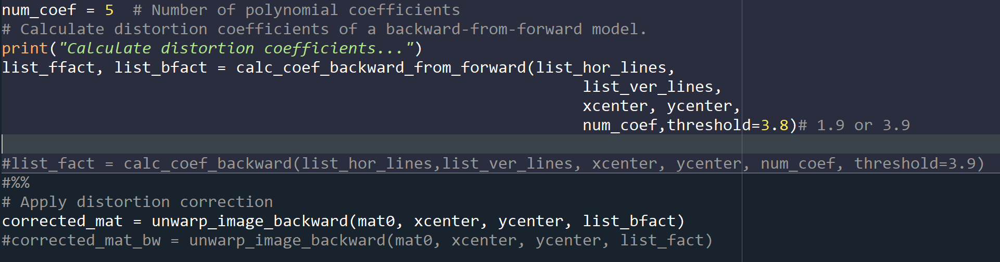 num_coef = 5  # Number of polynomial coefficients
# Calculate distortion coefficients of a backward-from-forward model.
print("Calculate distortion coefficients...")
list_ffact, list_bfact = calc_coef_backward_from_forward(list_hor_lines,
                                                              list_ver_lines,
                                                              xcenter, ycenter,
                                                              num_coef,threshold=3.8)# 1.9 or 3.9
#list_fact = calc_coef_backward(list_hor_lines,list_ver_lines, xcenter, ycenter, num_coef, threshold=3.9)
#%%
# Apply distortion correction
corrected_mat = unwarp_image_backward(mat0, xcenter, ycenter, list_bfact)
#corrected_mat_bw = unwarp_image_backward(mat0, xcenter, ycenter, list_fact)